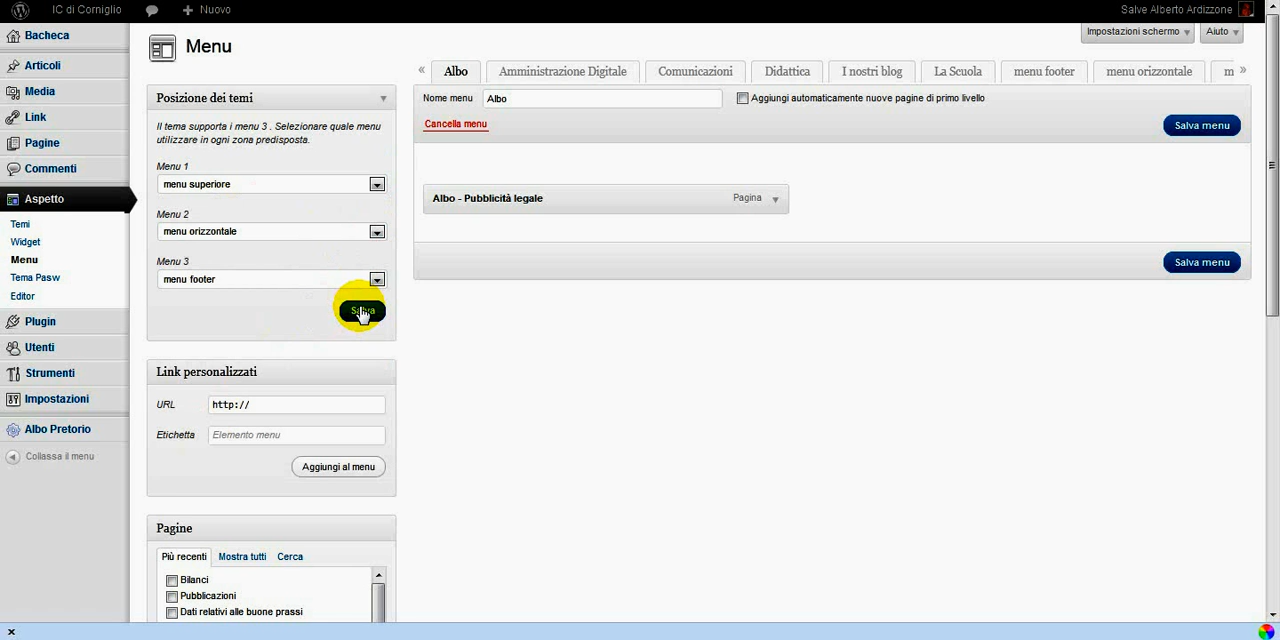 IC di Corniglio
Nuovo
Salve Alberto Ardizzone
Bacheca
Articoli
Media
Link
Pagine
Commenti
Aspetto
Temi
Widget
Menu
Tema Pasw
Editor
Plugin
Utenti
Strumenti
Impostazioni
Albo Pretorio
Collassa il menu
Menu
Impostazioni schermo
Aiuto
Posizione dei temi
Il tema supporta i menu 3 . Selezionare quale menu
utilizzare in ogni zona predisposta.
Menu 1
menu superiore
Menu 2
menu orizzontale
Menu 3
menu footer
Salva
Link personalizzati
URL http://
Etichetta Elemento menu
Aggiungi al menu
Pagine
Più recenti Mostra tutti Cerca
Bilanci
Pubblicazioni
Dati relativi alle buone prassi
« Albo Amministrazione Digitale Comunicazioni Didattica I nostri blog La Scuola menu footer menu orizzontale m »
Nome menu Albo Aggiungi automaticamente nuove pagine di primo livello
Cancella menu
Salva menu
Albo - Pubblicità legale Pagina
Salva menu